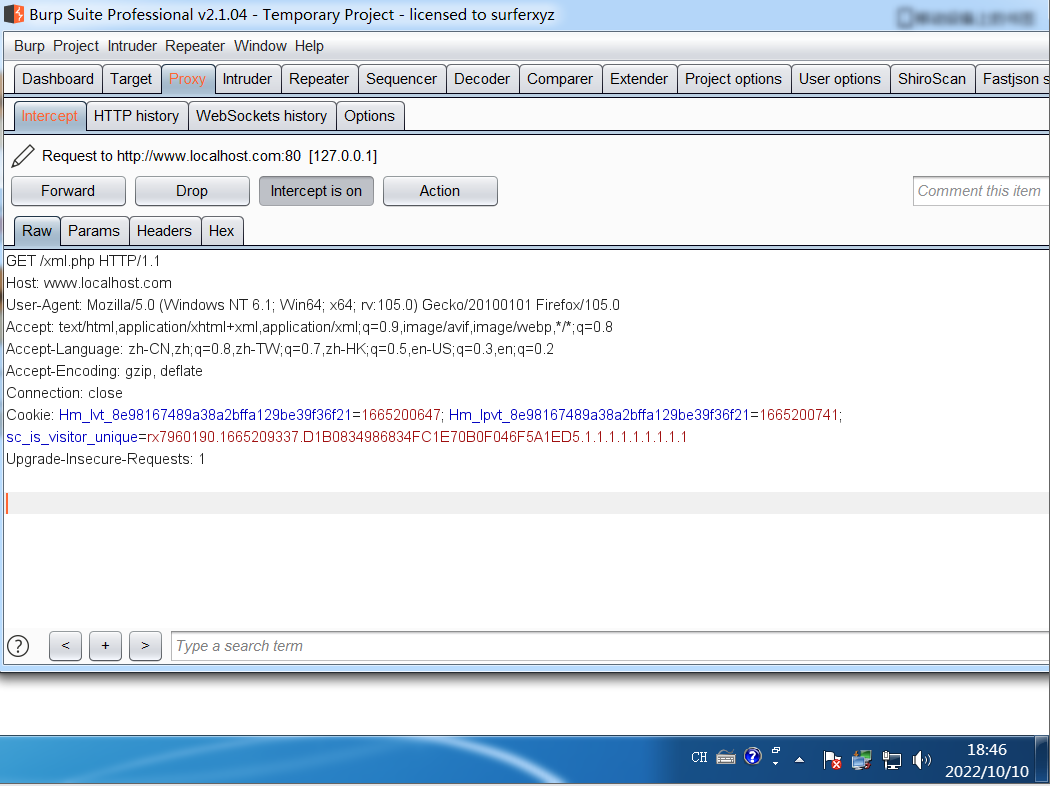 Burp Suite Professional v2.1.04 - Temporary Project - licensed to surferxyz
Burp Project Intruder Repeater Window Help
Dashboard Target Proxy Intruder Repeater Sequencer Decoder Comparer Extender Project options User options ShiroScan Fastjson s
Intercept HTTP history WebSockets history Options
Request to http://www.localhost.com:80 [127.0.0.1]
Forward Drop Intercept is on Action Comment this item
Raw Params Headers Hex
GET /xml.php HTTP/1.1
Host: www.localhost.com
User-Agent: Mozilla/5.0 (Windows NT 6.1; Win64; x64; rv:105.0) Gecko/20100101 Firefox/105.0
Accept: text/html,application/xhtml+xml,application/xml;q=0.9,image/avif,image/webp,*/*;q=0.8
Accept-Language: zh-CN,zh;q=0.8,zh-TW;q=0.7,zh-HK;q=0.5,en-US;q=0.3,en;q=0.2
Accept-Encoding: gzip, deflate
Connection: close
Cookie: Hm_lvt_8e98167489a38a2bffa129be39f36f21=1665200647; Hm_lpvt_8e98167489a38a2bffa129be39f36f21=1665200741;
sc_is_visitor_unique=rx7960190.1665209337.D1B0834986834FC1E70B0F046F5A1ED5.1.1.1.1.1.1.1.1.1
Upgrade-Insecure-Requests: 1
? < + > Type a search term
CH ? 18:46
2022/10/10